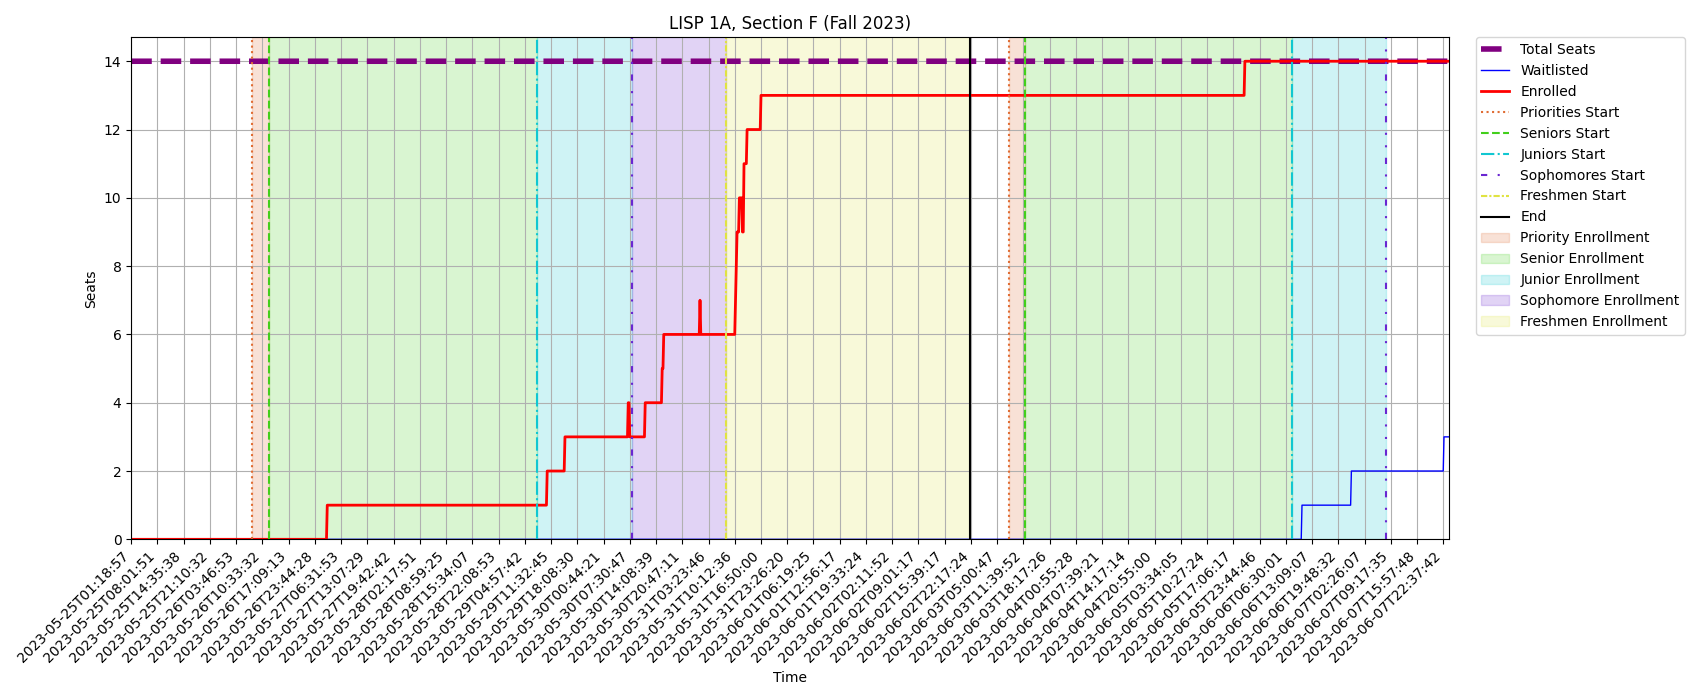 LISP 1A, Section F (Fall 2023)
Seats
14
12
10
8
6
4
2
0
2023-05-25T01:18:57
2023-05-25T08:01:51
2023-05-25T14:35:38
2023-05-25T21:10:32
2023-05-26T03:46:53
2023-05-26T10:33:32
2023-05-26T17:09:13
2023-05-26T23:44:28
2023-05-27T06:31:53
2023-05-27T13:07:29
2023-05-27T19:42:42
2023-05-28T02:17:51
2023-05-28T08:59:25
2023-05-28T15:34:07
2023-05-28T22:08:53
2023-05-29T04:57:42
2023-05-29T11:32:45
2023-05-29T18:08:30
2023-05-30T00:44:21
2023-05-30T07:30:47
2023-05-30T14:08:39
2023-05-30T20:47:11
2023-05-31T03:23:46
2023-05-31T10:12:36
2023-05-31T16:50:00
2023-05-31T23:26:20
2023-06-01T06:19:25
2023-06-01T12:56:17
2023-06-01T19:33:24
2023-06-02T02:11:52
2023-06-02T09:01:17
2023-06-02T15:39:17
2023-06-02T22:17:24
2023-06-03T05:00:47
2023-06-03T11:39:52
2023-06-03T18:17:26
2023-06-04T00:55:28
2023-06-04T07:39:21
2023-06-04T14:17:14
2023-06-04T20:55:00
2023-06-05T03:34:05
2023-06-05T10:27:24
2023-06-05T17:06:17
2023-06-05T23:44:46
2023-06-06T06:30:01
2023-06-06T13:09:07
2023-06-06T19:48:32
2023-06-07T02:26:07
2023-06-07T09:17:35
2023-06-07T15:57:48
2023-06-07T22:37:42
Time
Total Seats
Waitlisted
Enrolled
Priorities Start
Seniors Start
Juniors Start
Sophomores Start
Freshmen Start
End
Priority Enrollment
Senior Enrollment
Junior Enrollment
Sophomore Enrollment
Freshmen Enrollment